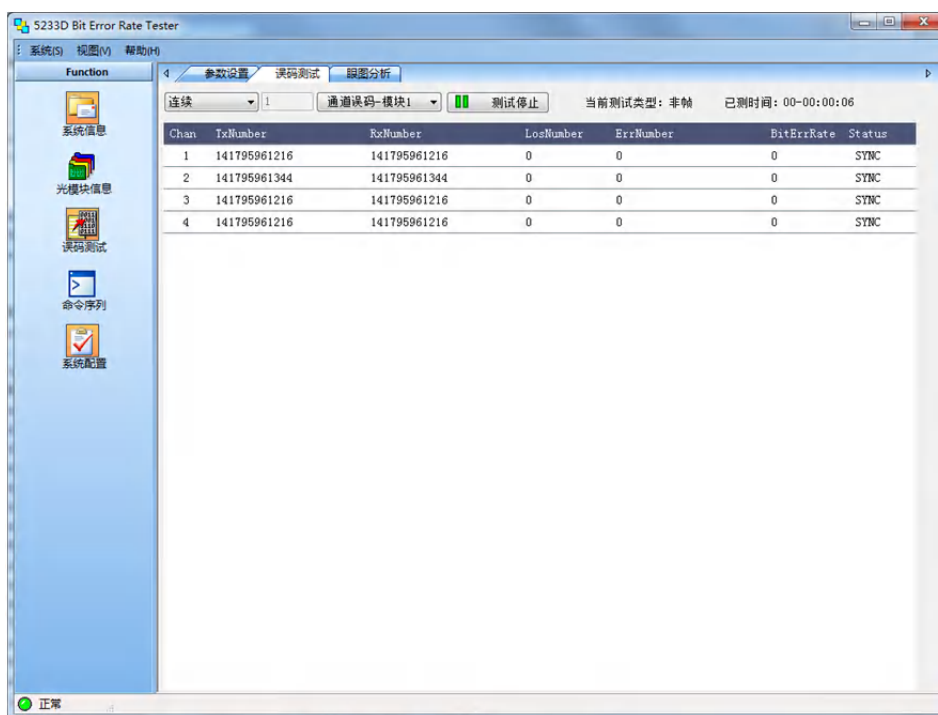 5233D Bit Error Rate Tester
系统(S) 视图(V) 帮助(H)
Function
系统信息
光模块信息
误码测试
命令序列
系统配置
参数设置 误码测试 眼图分析
连续 1 通道误码-模块1 测试停止 当前测试类型: 非帧 已测时间: 00-00:00:06
Chan TxNumber RxNumber LosNumber ErrNumber BitErrRate Status
1 141795961216 141795961216 0 0 0 SYNC
2 141795961344 141795961344 0 0 0 SYNC
3 141795961216 141795961216 0 0 0 SYNC
4 141795961216 141795961216 0 0 0 SYNC
正常